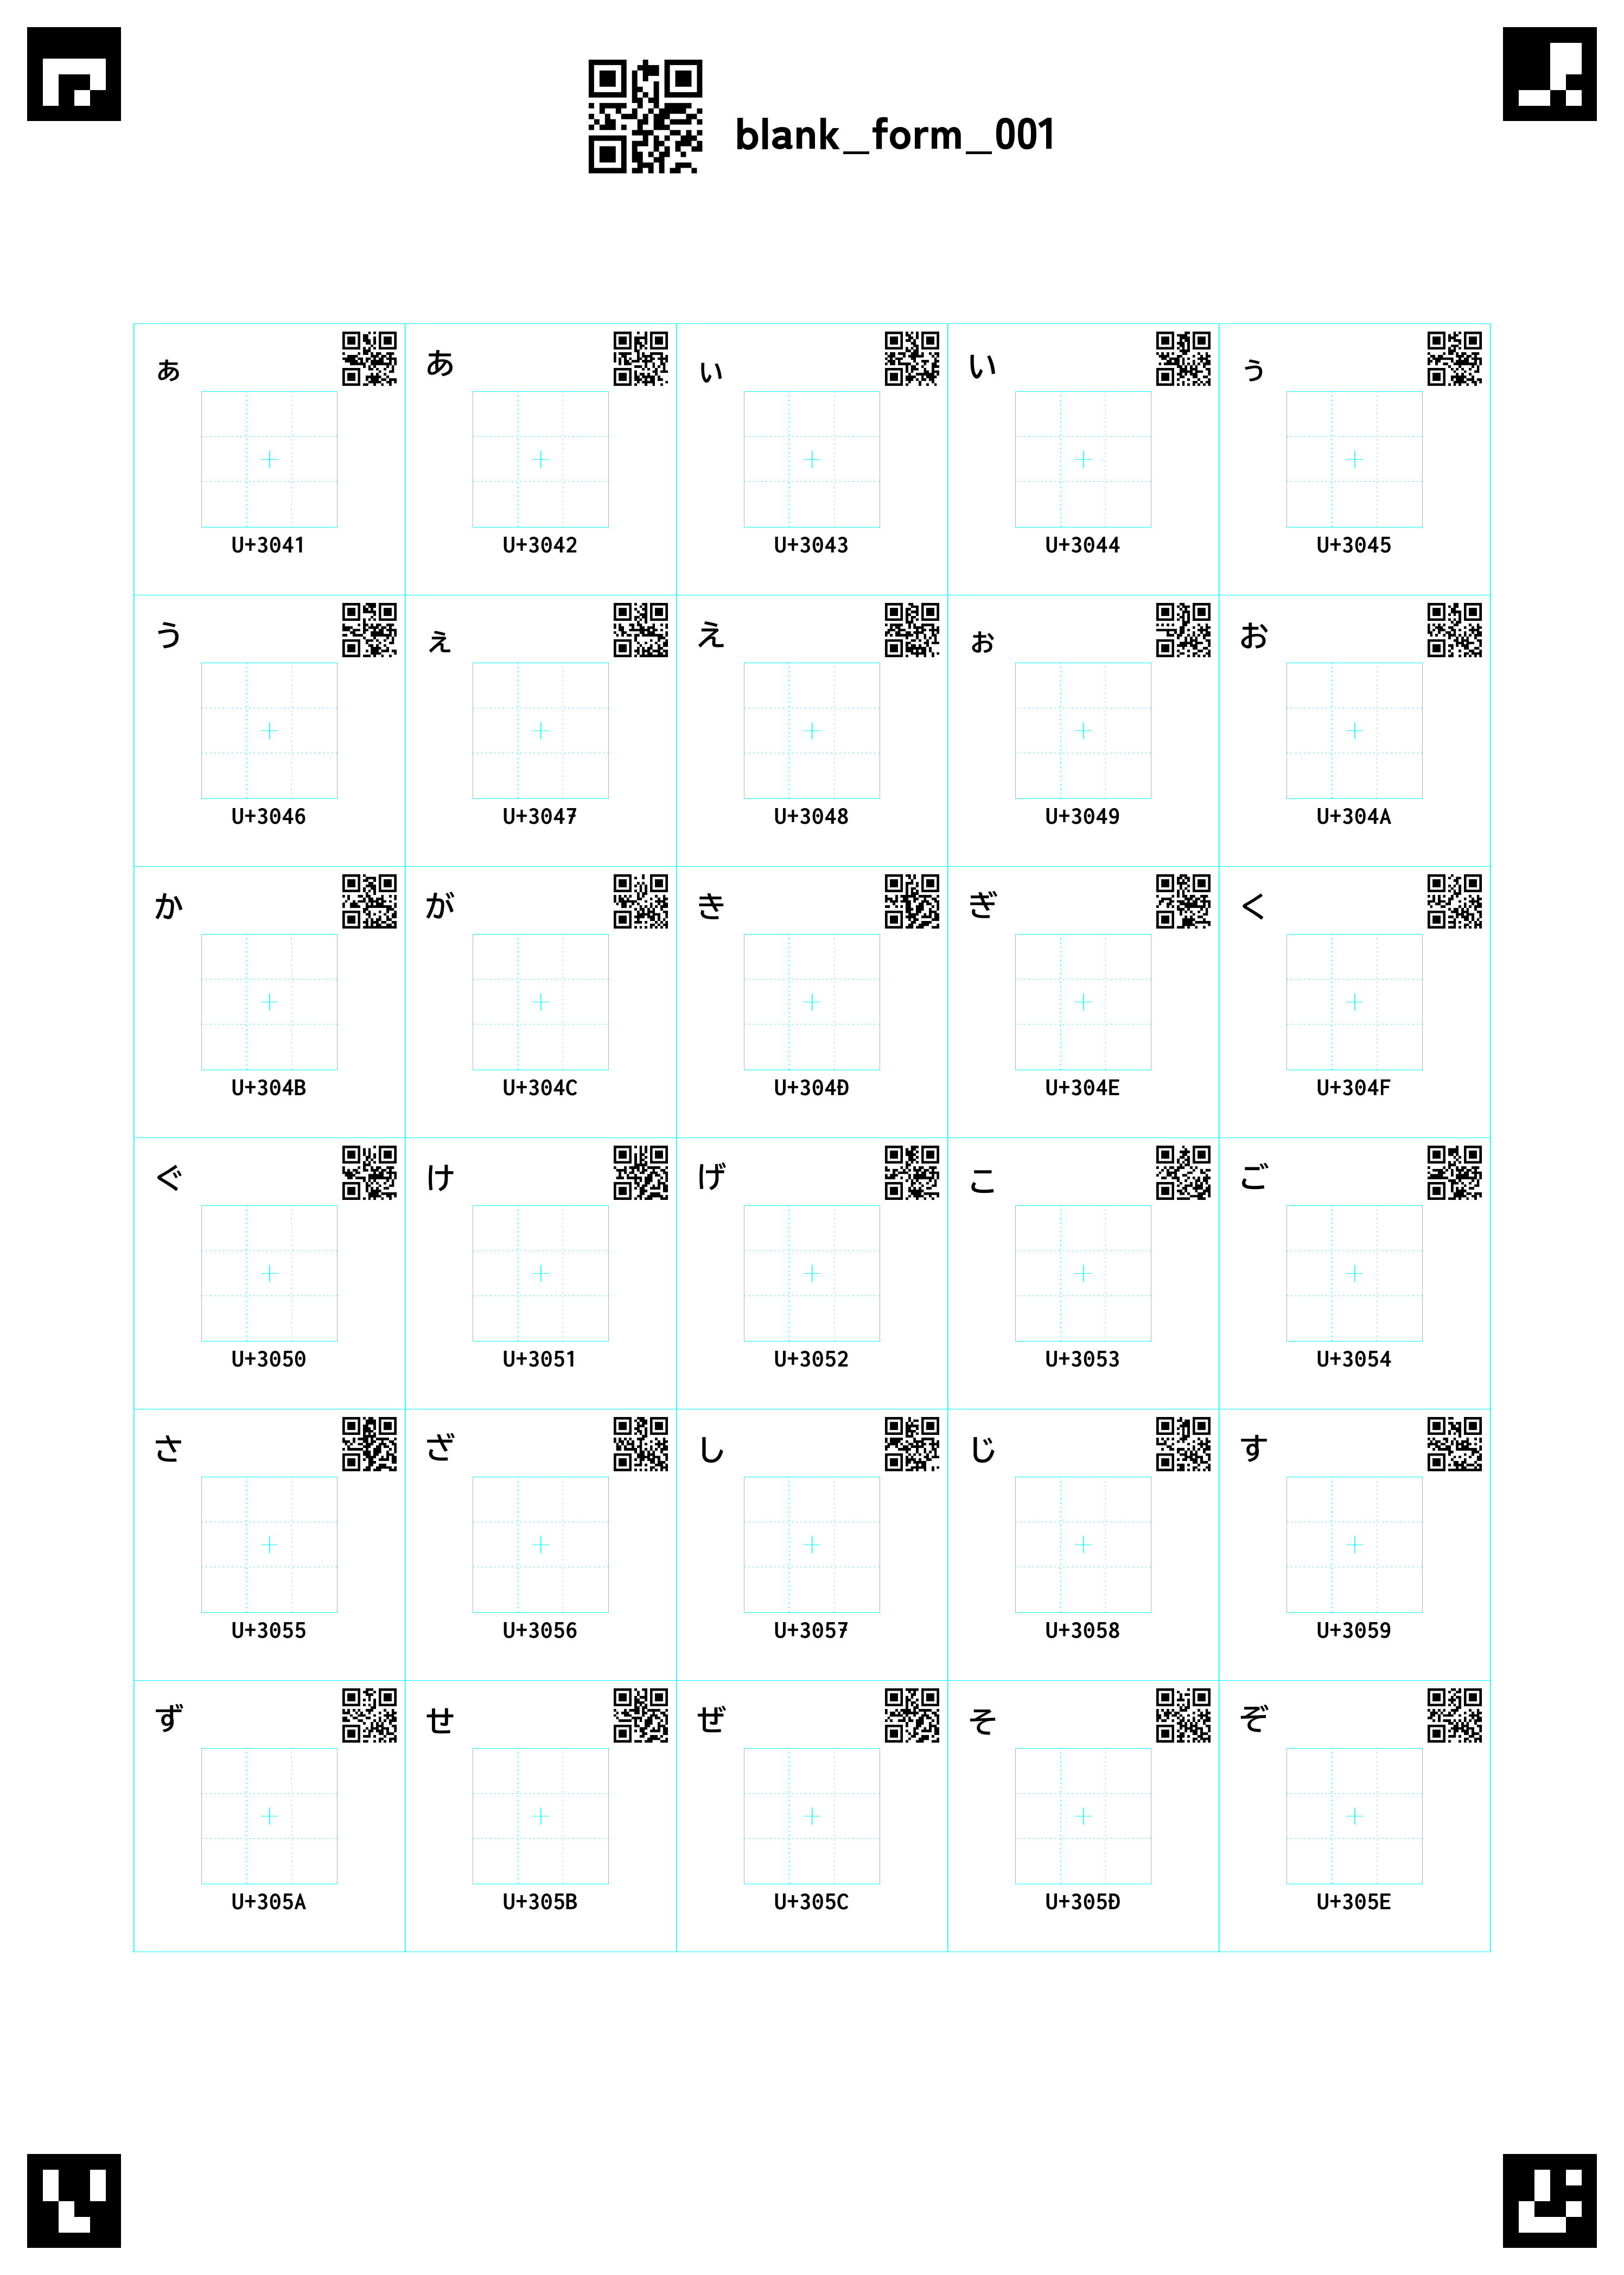 blank_form_001
ぁ あ ぃ い ぅ
U+3041 U+3042 U+3043 U+3044 U+3045
う ぇ え ぉ お
U+3046 U+3047 U+3048 U+3049 U+304A
か が き ぎ く
U+304B U+304C U+304D U+304E U+304F
ぐ け げ こ ご
U+3050 U+3051 U+3052 U+3053 U+3054
さ ざ し じ す
U+3055 U+3056 U+3057 U+3058 U+3059
ず せ ぜ そ ぞ
U+305A U+305B U+305C U+305D U+305E